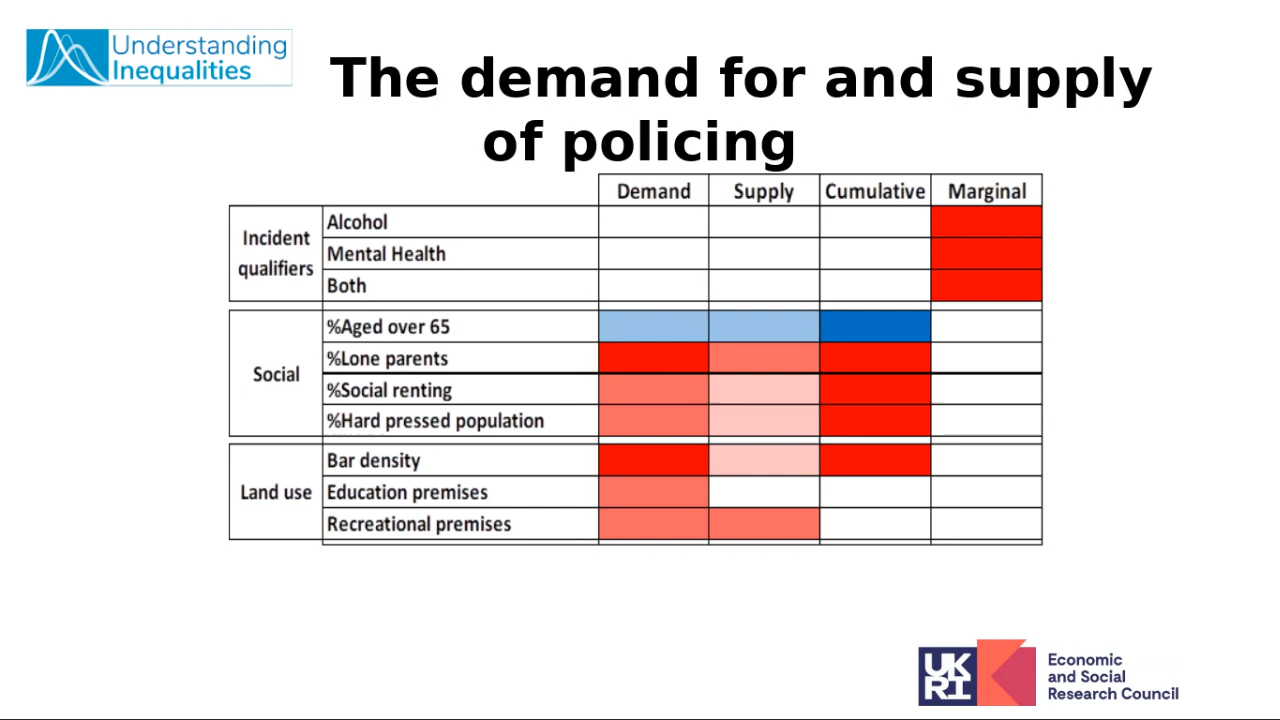 Understanding
Inequalities
The demand for and supply
of policing
Demand Supply Cumulative Marginal
Incident
qualifiers
Alcohol
Mental Health
Both
Social
%Aged over 65
%Lone parents
%Social renting
%Hard pressed population
Land use
Bar density
Education premises
Recreational premises
UK
RI
Economic
and Social
Research Council